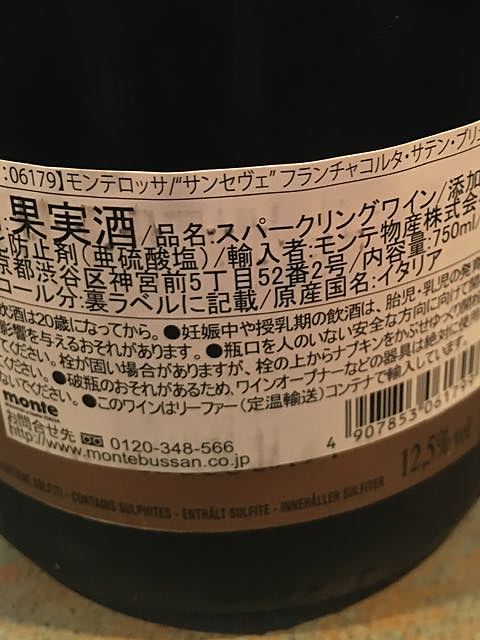 :06179】モンテロッサ/"サンセヴェ" フランチャコルタ・サテン・ブリュ
果実酒/品名:スパークリングワイン/添加
防止剤(亜硫酸塩)/輸入者:モンテ物産株式会
京都渋谷区神宮前5丁目52番2号/内容量:750ml/
コール分:裏ラベルに記載/原産国名:イタリア
飲酒は20歳になってから。●妊娠中や授乳期の飲酒は、胎児・乳児の発育
影響を与えるおそれがあります。●瓶口を人のいない安全な方向に向けて
てください。栓が固い場合がありますが、栓の上からナプキンをかぶせゆっくり
ください。●破瓶のおそれがあるため、ワインオープナーなどの器具は絶対に使用
ないでください。●このワインはリーファー(定温輸送)コンテナで輸入しています。
monte
お問合せ先 0120-348-566
http://www.montebussan.co.jp
4 907853 06179
12,5% vol
SULFITI - CONTAINS SULPHITES - ENTHÄLT SULFITE - INNEHÅLLER SULFITER